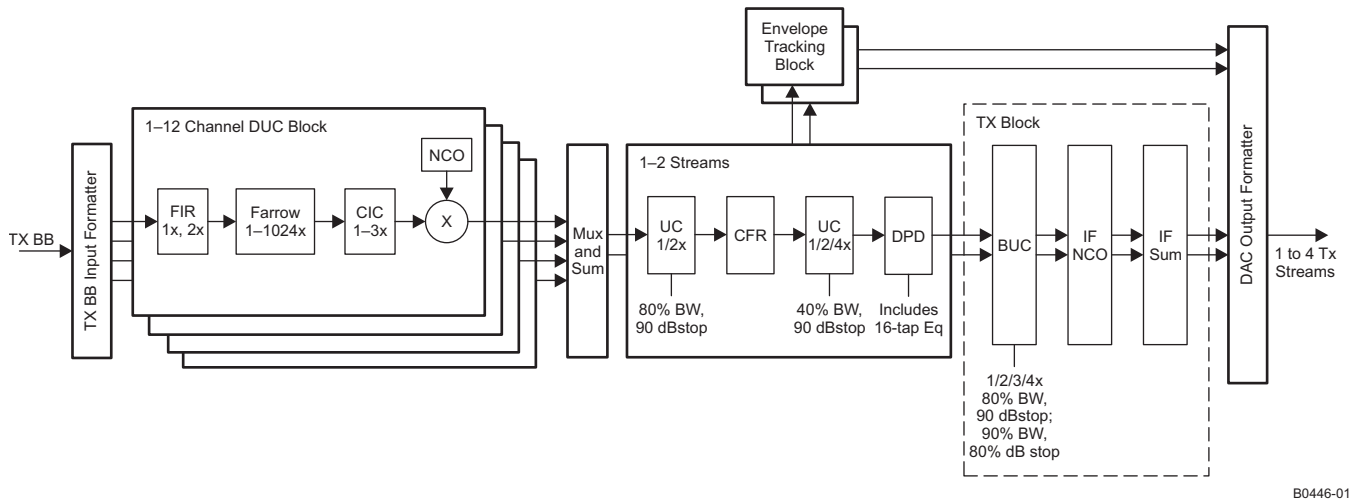 Envelope
Tracking
Block
1–12 Channel DUC Block
NCO
TX BB
TX BB Input Formatter
FIR
1x, 2x
Farrow
1–1024x
CIC
1–3x
X
Mux
and
Sum
1–2 Streams
UC
1/2x
CFR
UC
1/2/4x
DPD
80% BW,
90 dBstop
40% BW,
90 dBstop
Includes
16-tap Eq
TX Block
BUC
IF
NCO
IF
Sum
1/2/3/4x
80% BW,
90 dBstop;
90% BW,
80% dB stop
DAC Output Formatter
1 to 4 Tx
Streams
B0446-01